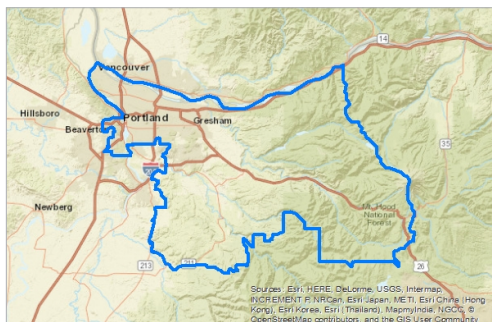 14
Vancouver
Hillsboro
Portland
Beaverton
Gresham
35
Newberg
Mt Hood
National
Forest
213
26
Sources: Esri, HERE, DeLorme, USGS, Intermap,
INCREMENT P, NRCan, Esri Japan, METI, Esri China (Hong
Kong), Esri Korea, Esri (Thailand), MapmyIndia, NGCC, ©
OpenStreetMap contributors, and the GIS User Community